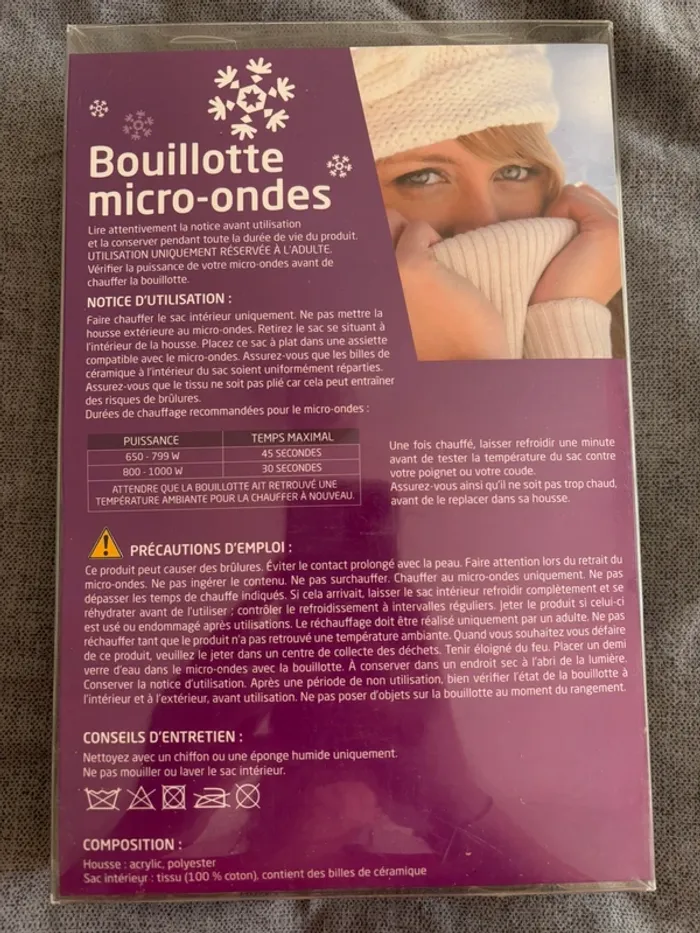 Bouillotte
micro-ondes
Lire attentivement la notice avant utilisation
et la conserver pendant toute la durée de vie du produit.
UTILISATION UNIQUEMENT RÉSERVÉE À L'ADULTE.
Vérifier la puissance de votre micro-ondes avant de
chauffer la bouillotte.
NOTICE D'UTILISATION :
Faire chauffer le sac intérieur uniquement. Ne pas mettre la
housse extérieure au micro-ondes. Retirez le sac se situant à
l'intérieur de la housse. Placez ce sac à plat dans une assiette
compatible avec le micro-ondes. Assurez-vous que les billes de
céramique à l'intérieur du sac soient uniformément réparties.
Assurez-vous que le tissu ne soit pas plié car cela peut entraîner
des risques de brûlures.
Durées de chauffage recommandées pour le micro-ondes :
PUISSANCE TEMPS MAXIMAL
650 - 799 W 45 SECONDES
800 - 1000 W 30 SECONDES
ATTENDRE QUE LA BOUILLOTTE AIT RETROUVÉ UNE
TEMPÉRATURE AMBIANTE POUR LA CHAUFFER À NOUVEAU.
Une fois chauffé, laisser refroidir une minute
avant de tester la température du sac contre
votre poignet ou votre coude.
Assurez-vous ainsi qu'il ne soit pas trop chaud,
avant de le replacer dans sa housse.
PRÉCAUTIONS D'EMPLOI :
Ce produit peut causer des brûlures. Éviter le contact prolongé avec la peau. Faire attention lors du retrait du
micro-ondes. Ne pas ingérer le contenu. Ne pas surchauffer. Chauffer au micro-ondes uniquement. Ne pas
dépasser les temps de chauffe indiqués. Si cela arrivait, laisser le sac intérieur refroidir complètement et se
réhydrater avant de l'utiliser ; contrôler le refroidissement à intervalles réguliers. Jeter le produit si celui-ci
est usé ou endommagé après utilisations. Le réchauffage doit être réalisé uniquement par un adulte. Ne pas
réchauffer tant que le produit n'a pas retrouvé une température ambiante. Quand vous souhaitez vous défaire
de ce produit, veuillez le jeter dans un centre de collecte des déchets. Tenir éloigné du feu. Placer un demi
verre d'eau dans le micro-ondes avec la bouillotte. À conserver dans un endroit sec à l'abri de la lumière.
Conserver la notice d'utilisation. Après une période de non utilisation, bien vérifier l'état de la bouillotte à
l'intérieur et à l'extérieur, avant utilisation. Ne pas poser d'objets sur la bouillotte au moment du rangement.
CONSEILS D'ENTRETIEN :
Nettoyez avec un chiffon ou une éponge humide uniquement.
Ne pas mouiller ou laver le sac intérieur.
COMPOSITION :
Housse : acrylic, polyester
Sac intérieur : tissu (100 % coton), contient des billes de céramique